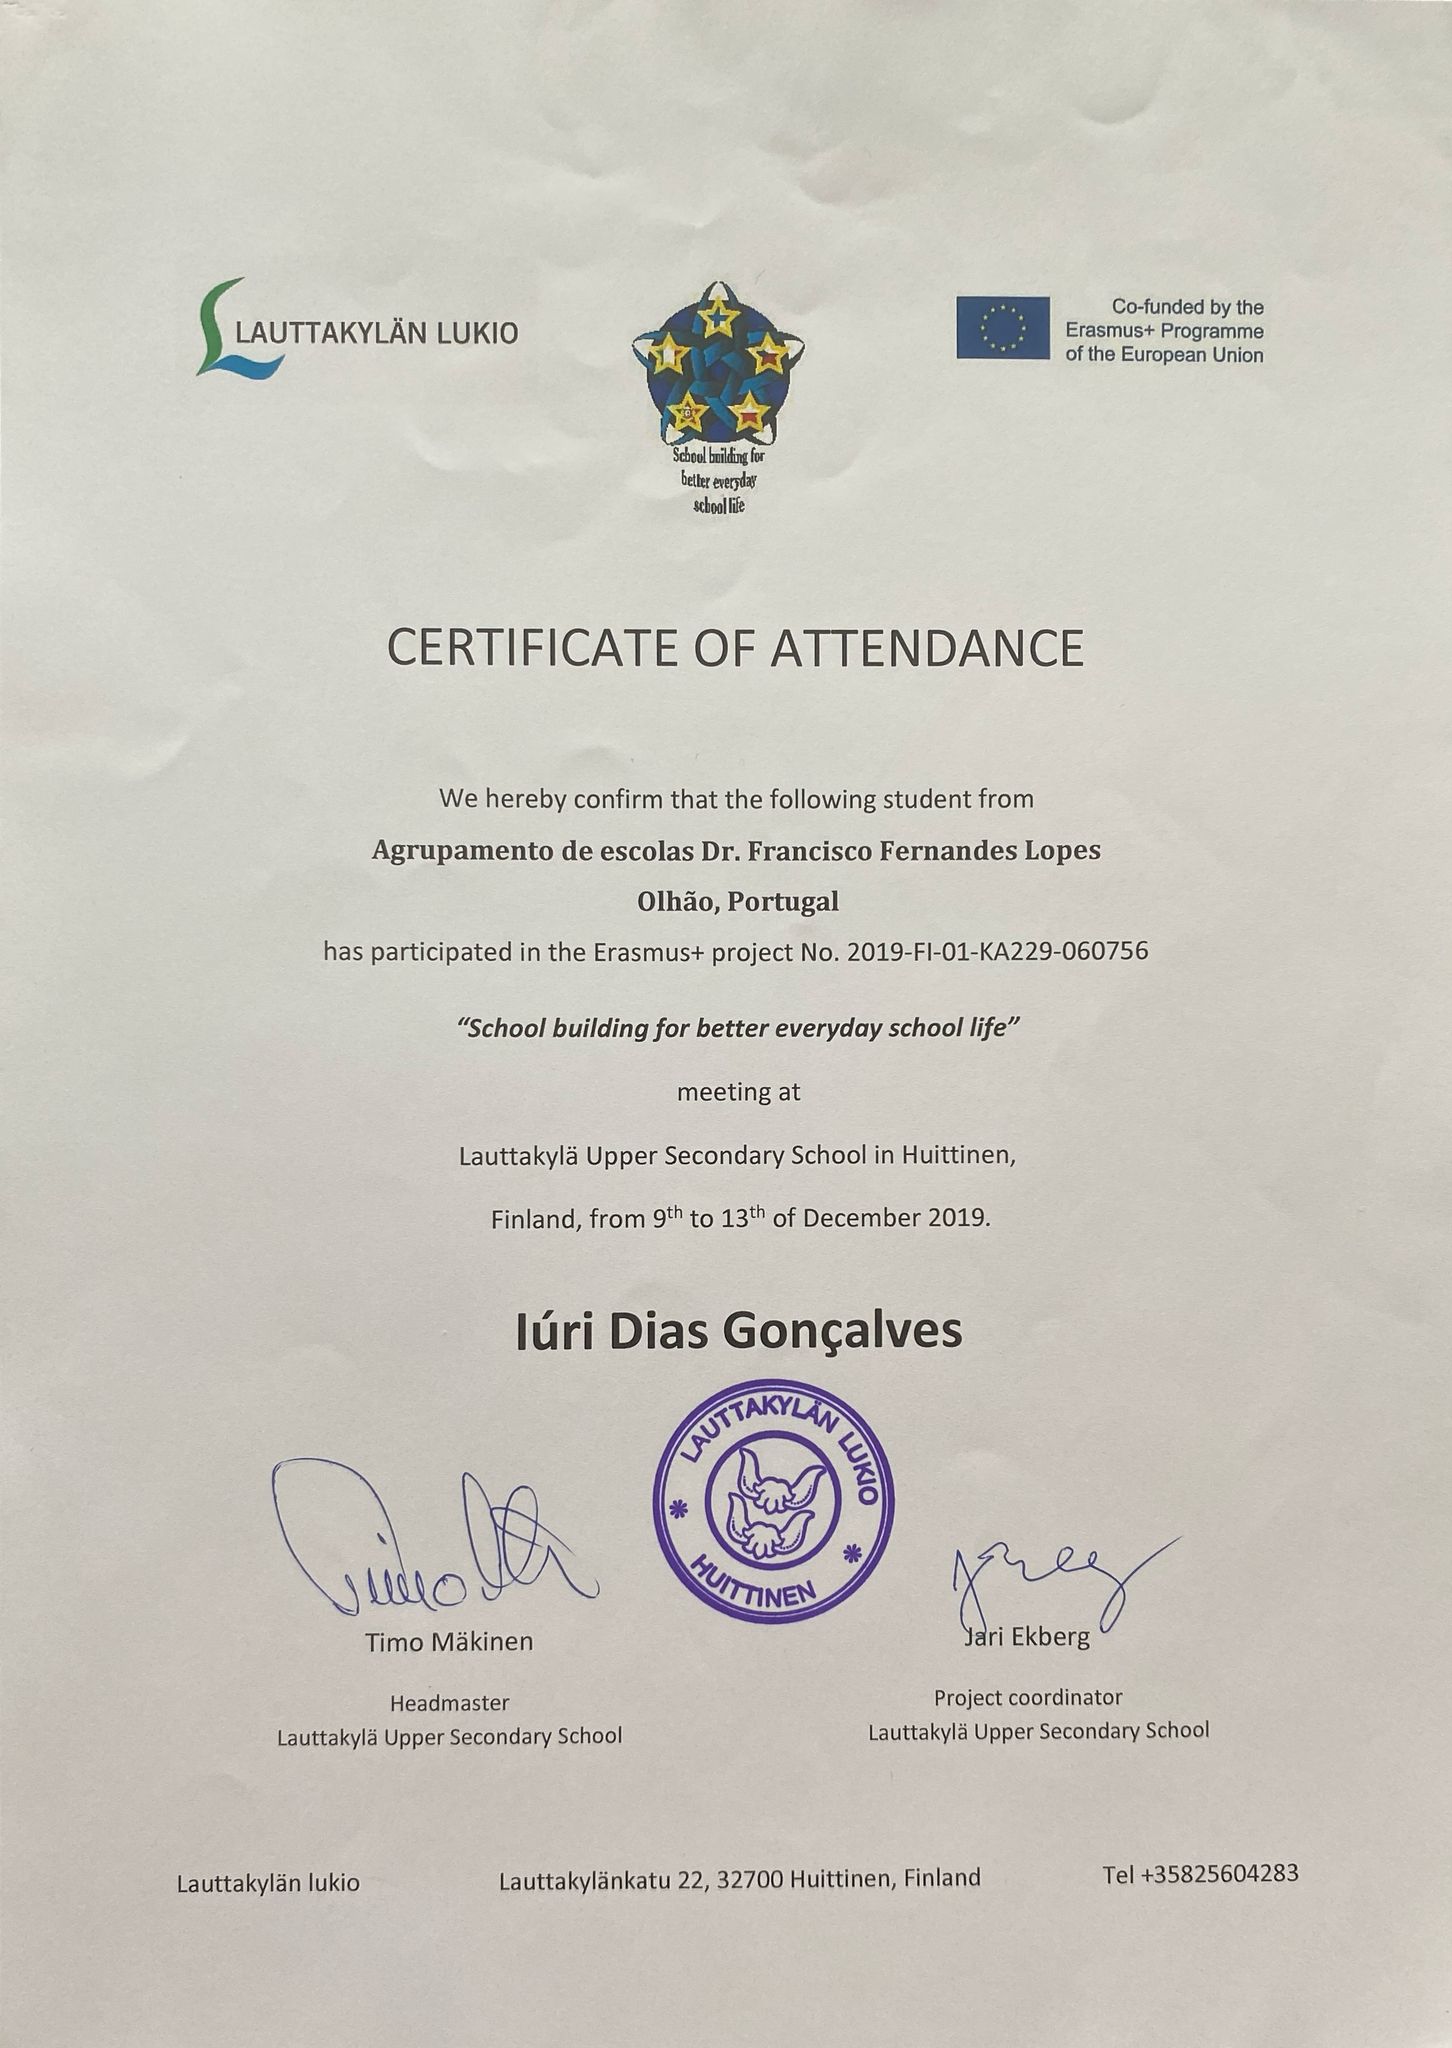 LAUTTAKYLÄN LUKIO
School building for
better everyday
school life
Co-funded by the
Erasmus+ Programme
of the European Union
CERTIFICATE OF ATTENDANCE
We hereby confirm that the following student from
Agrupamento de escolas Dr. Francisco Fernandes Lopes
Olhão, Portugal
has participated in the Erasmus+ project No. 2019-FI-01-KA229-060756
“School building for better everyday school life”
meeting at
Lauttakylä Upper Secondary School in Huittinen,
Finland, from 9th to 13th of December 2019.
Iúri Dias Gonçalves
LAUTTAKYLÄN LUKIO
* HUITTINEN *
Timo Mäkinen
Headmaster
Lauttakylä Upper Secondary School
Jari Ekberg
Project coordinator
Lauttakylä Upper Secondary School
Lauttakylän lukio
Lauttakylänkatu 22, 32700 Huittinen, Finland
Tel +35825604283